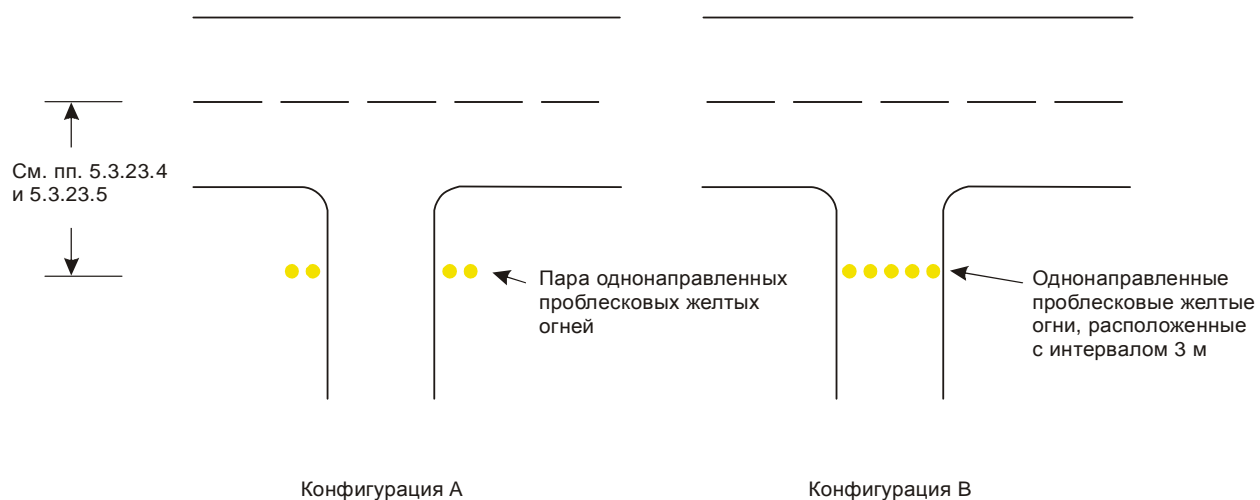 См. пп. 5.3.23.4
и 5.3.23.5
Пара однонаправленных
проблесковых желтых
огней
Однонаправленные
проблесковые желтые
огни, расположенные
с интервалом 3 м
Конфигурация А
Конфигурация В